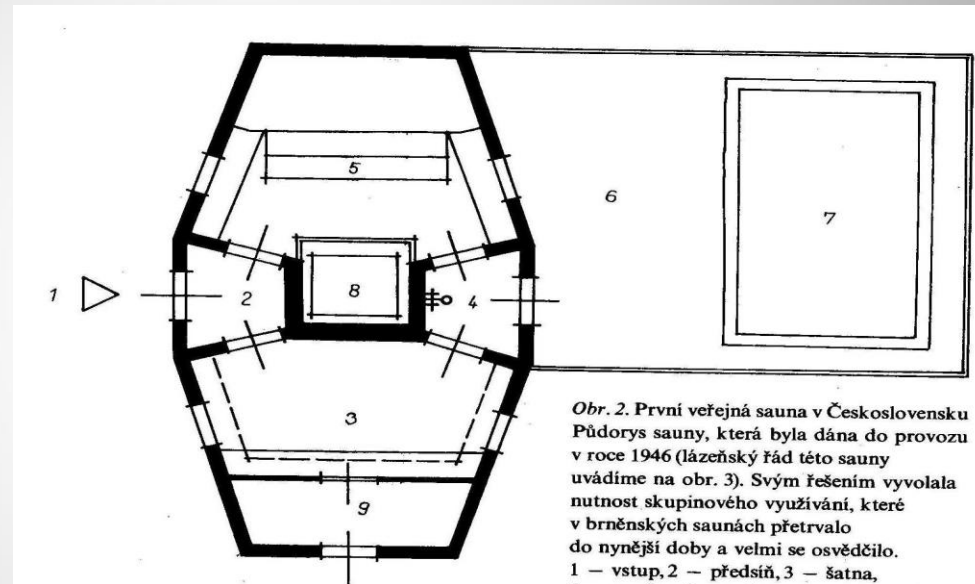 5
6
7
1
2
8
4
3
9
Obr. 2. První veřejná sauna v Československu
Půdorys sauny, která byla dána do provozu
v roce 1946 (lázeňský řád této sauny
uvádíme na obr. 3). Svým řešením vyvolala
nutnost skupinového využívání, které
v brněnských saunách přetrvalo
do nynější doby a velmi se osvědčilo.
1 — vstup, 2 — předsíň, 3 — šatna,